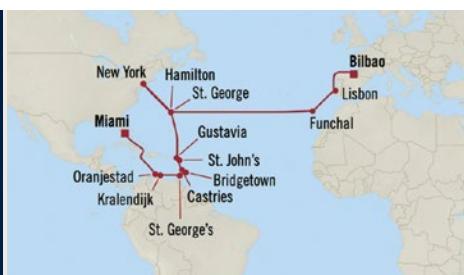 Bilbao
New York
Hamilton
St. George
Lisbon
Miami
Funchal
Gustavia
St. John's
Oranjestad
Bridgetown
Kralendijk
Castries
St. George's